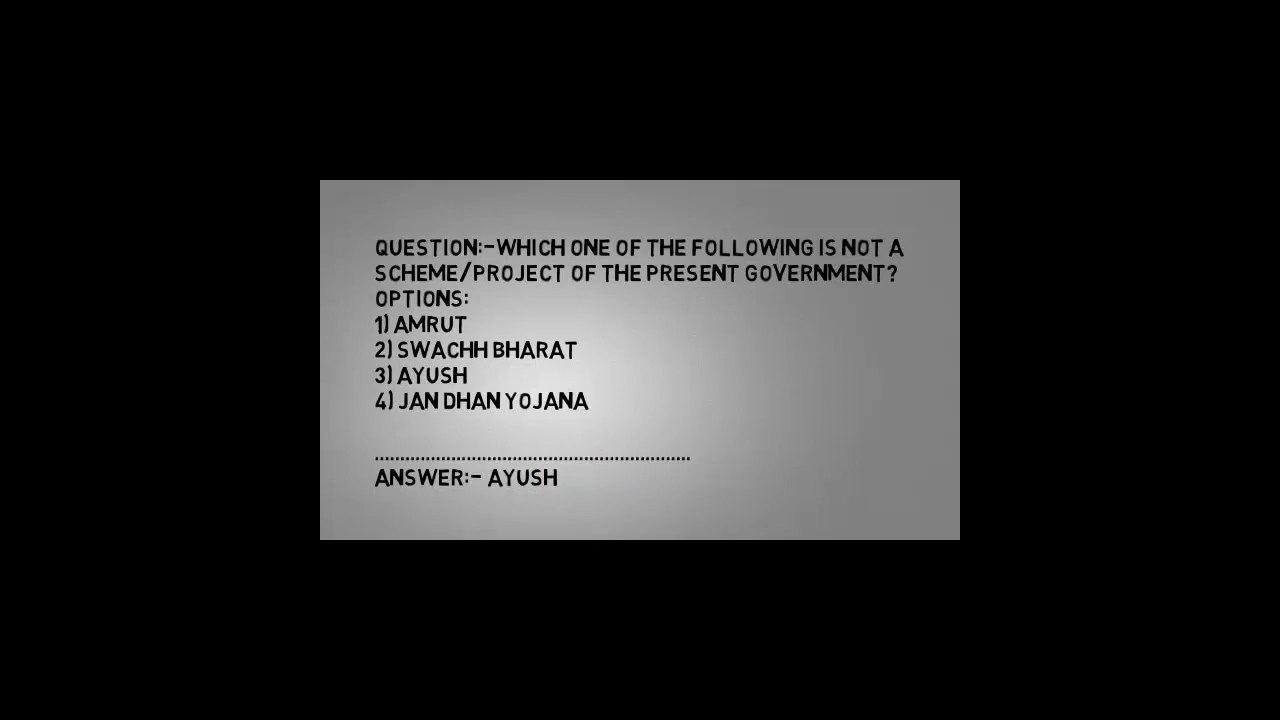 QUESTION:-WHICH ONE OF THE FOLLOWING IS NOT A
SCHEME/PROJECT OF THE PRESENT GOVERNMENT?
OPTIONS:
1) AMRUT
2) SWACHH BHARAT
3) AYUSH
4) JAN DHAN YOJANA
...............................................................
ANSWER:- AYUSH